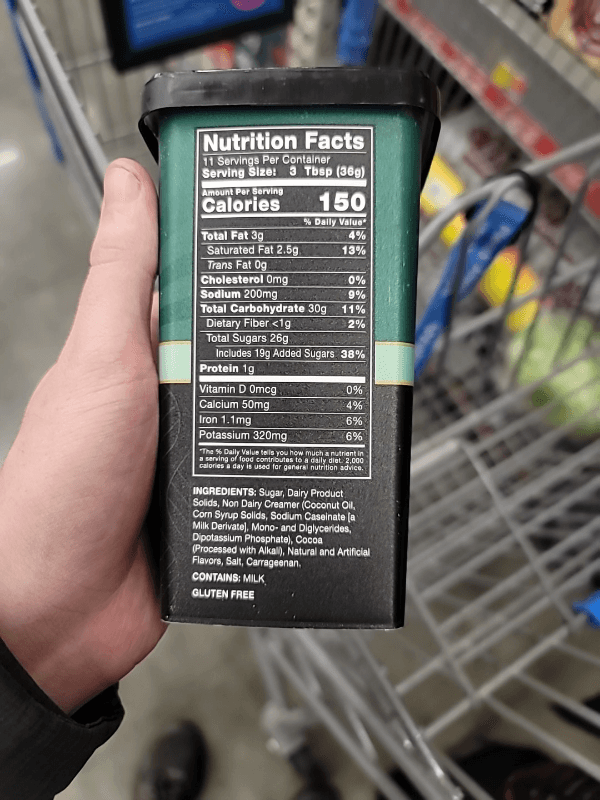 Nutrition Facts
11 Servings Per Container
Serving Size: 3 Tbsp (36g)
Amount Per Serving
Calories 150
% Daily Value*
Total Fat 3g 4%
Saturated Fat 2.5g 13%
Trans Fat 0g
Cholesterol 0mg 0%
Sodium 200mg 9%
Total Carbohydrate 30g 11%
Dietary Fiber <1g 2%
Total Sugars 26g
Includes 19g Added Sugars 38%
Protein 1g
Vitamin D 0mcg 0%
Calcium 50mg 4%
Iron 1.1mg 6%
Potassium 320mg 6%
*The % Daily Value tells you how much a nutrient in
a serving of food contributes to a daily diet. 2,000
calories a day is used for general nutrition advice.
INGREDIENTS: Sugar, Dairy Product
Solids, Non Dairy Creamer (Coconut Oil,
Corn Syrup Solids, Sodium Caseinate [a
Milk Derivate], Mono- and Diglycerides,
Dipotassium Phosphate), Cocoa
(Processed with Alkali), Natural and Artificial
Flavors, Salt, Carrageenan.
CONTAINS: MILK
GLUTEN FREE